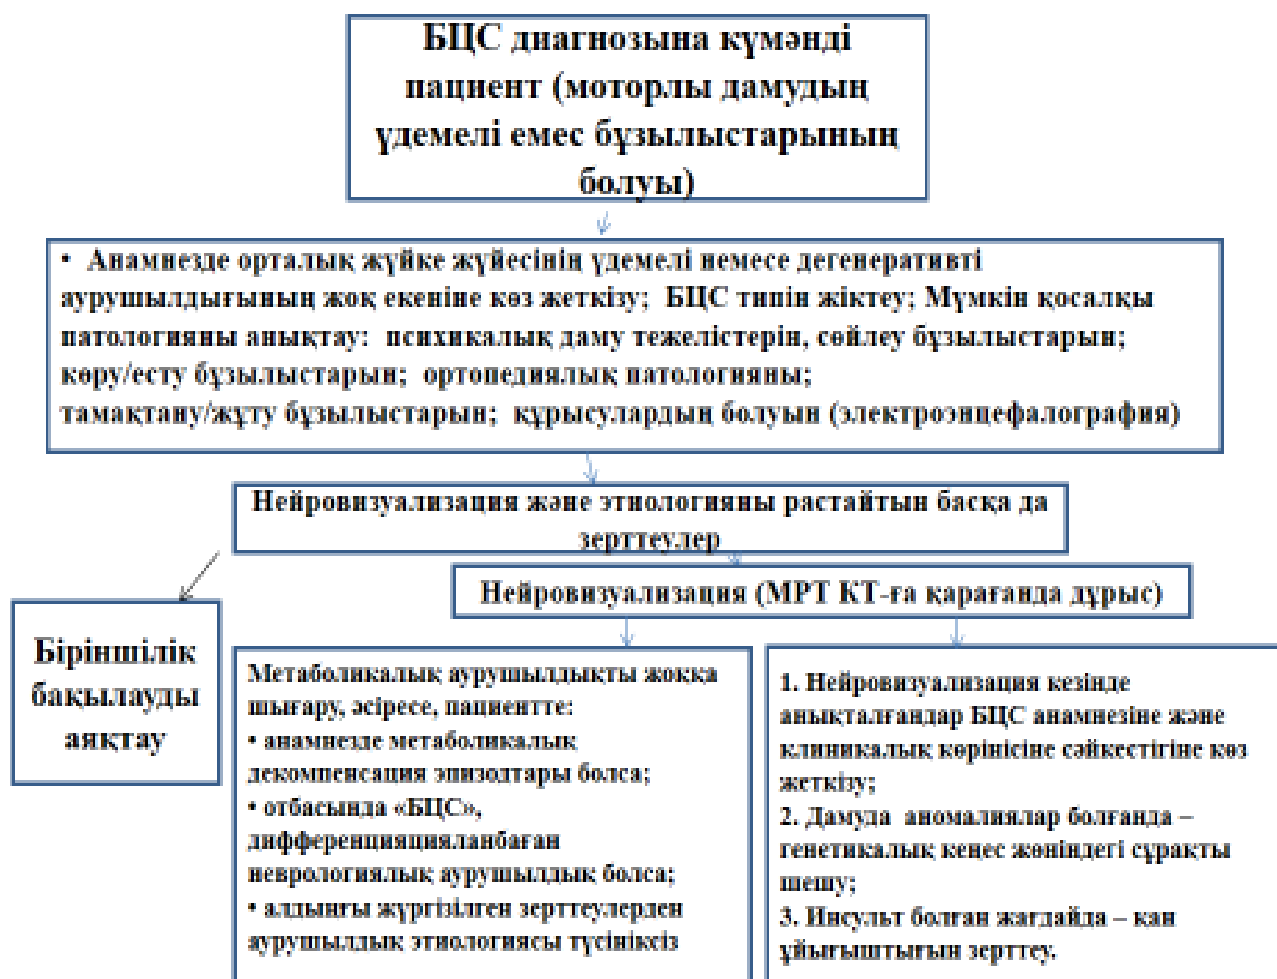 БЦС диагнозына күмәнді
пациент (моторлы дамудың
үдемелі емес бұзылыстарының
болуы)
• Анамнезде орталық жүйке жүйесінің үдемелі немесе дегенеративті
аурушылдығының жоқ екеніне көз жеткізу; БЦС типін жіктеу; Мүмкін қосалқы
патологияны анықтау: психикалық даму тежелістерін, сөйлеу бұзылыстарын;
көру/есту бұзылыстарын; ортопедиялық патологияны;
тамақтану/жұту бұзылыстарын; құрысулардың болуын (электроэнцефалография)
Нейровизуализация және этиологияны растайтын басқа да
зерттеулер
Нейровизуализация (МРТ КТ-ға қарағанда дұрыс)
Біріншілік
бақылауды
аяқтау
Метаболикалық аурушылдықты жоққа
шығару, әсіресе, пациентте:
• анамнезде метаболикалық
декомпенсация эпизодтары болса;
• отбасында «БЦС»,
дифференцияцияланбаған
неврологиялық аурушылдық болса;
• алдынғы жүргізілген зерттеулерден
аурушылдық этиологиясы түсініксіз
1. Нейровизуализация кезінде
анықталғандар БЦС анамнезіне және
клиникалық көрінісіне сәйкестігіне көз
жеткізу;
2. Дамуда аномалиялар болғанда –
генетикалық кеңес жөніндегі сұрақты
шешу;
3. Инсульт болған жағдайда – қан
ұйығыштығын зерттеу.